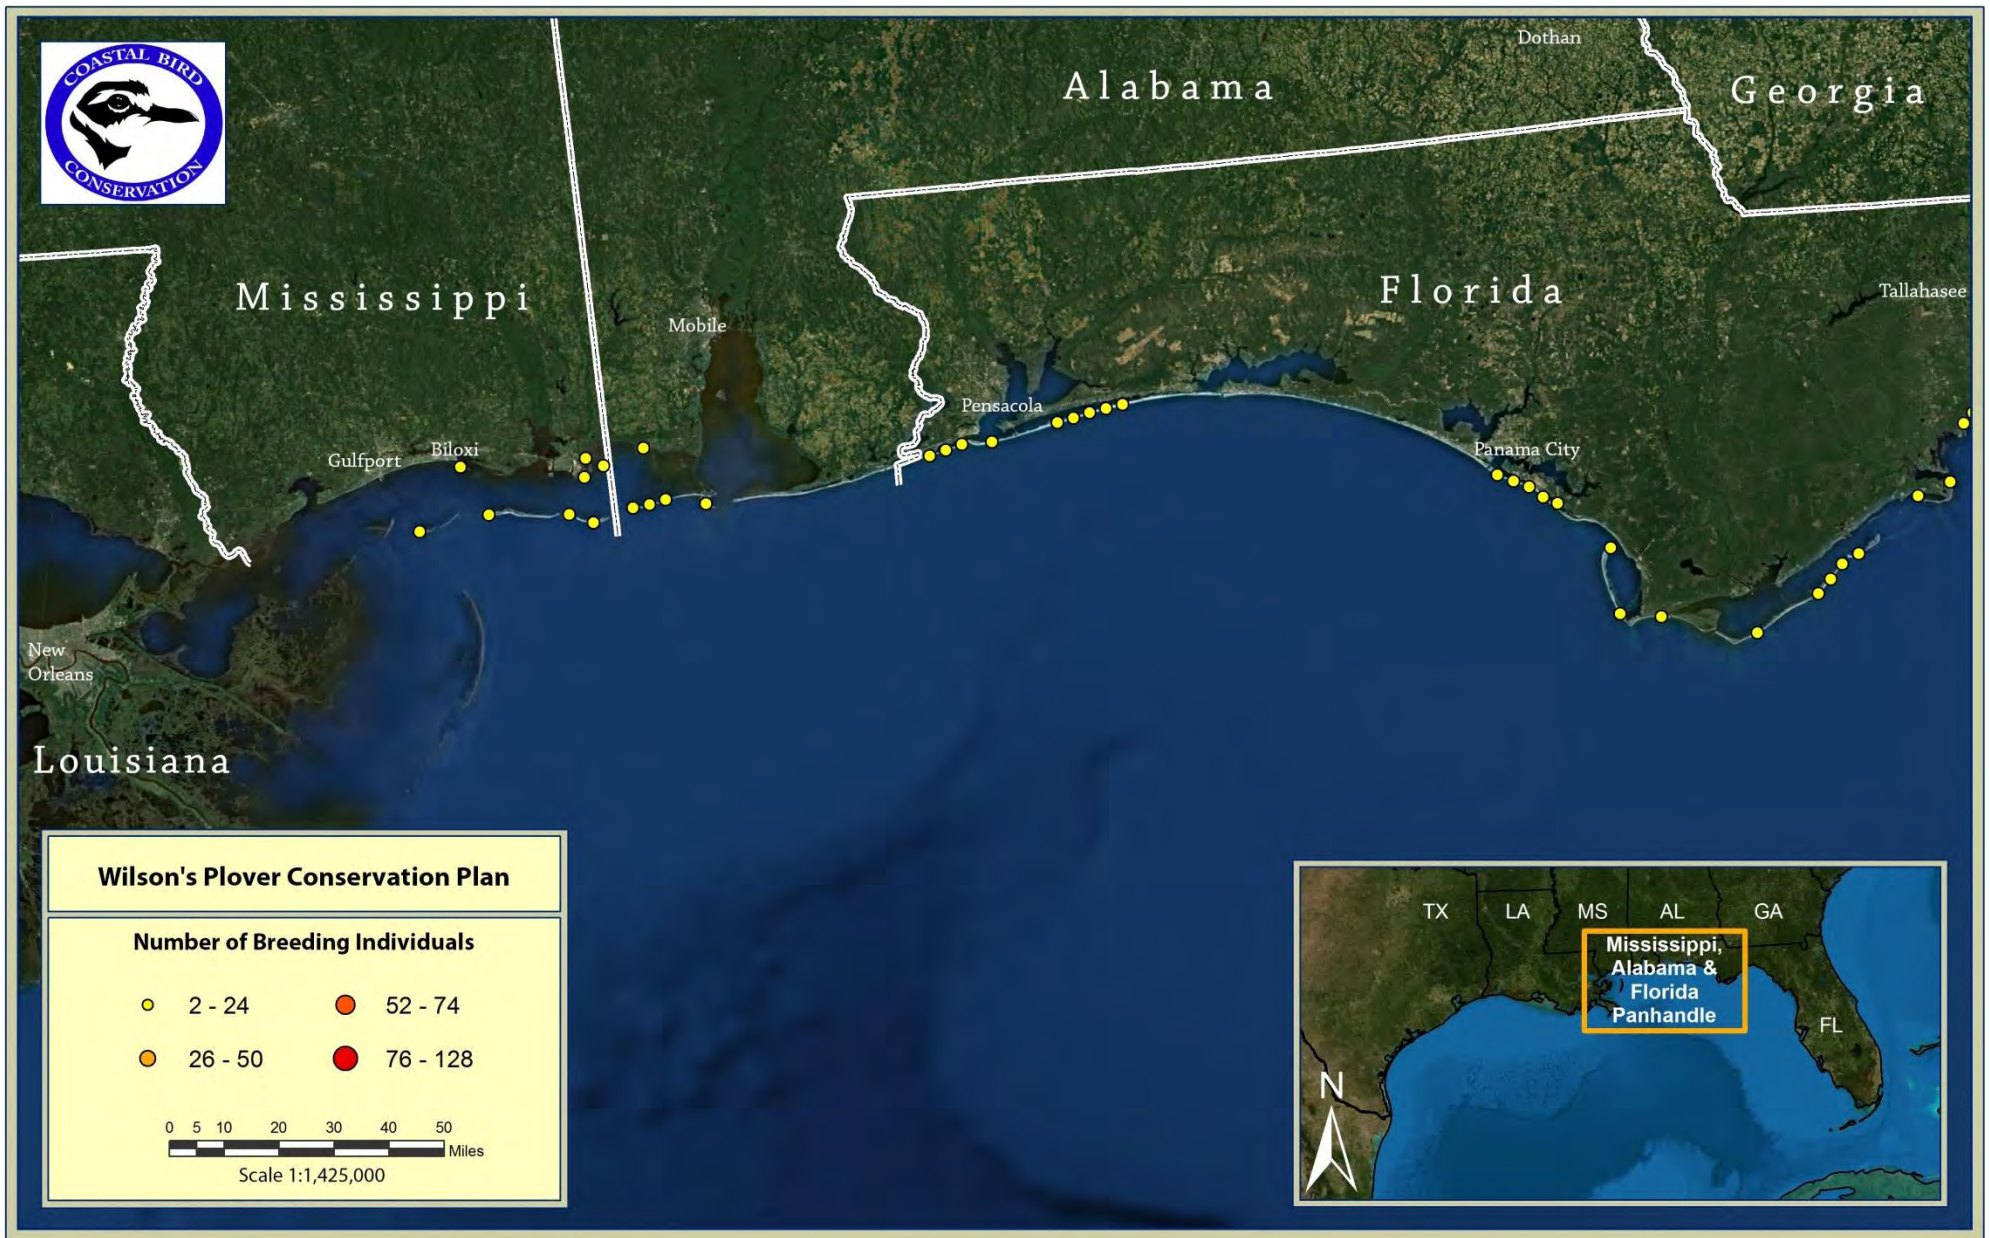 COASTAL BIRD
CONSERVATION
Dothan
Alabama
Georgia
Mississippi
Florida
Tallahasee
Mobile
Pensacola
Biloxi
Gulfport
Panama City
New
Orleans
Louisiana
Wilson's Plover Conservation Plan
Number of Breeding Individuals
2 - 24
52 - 74
26 - 50
76 - 128
0 5 10 20 30 40 50
Miles
Scale 1:1,425,000
TX LA MS AL GA
Mississippi,
Alabama &
Florida
Panhandle
FL
N